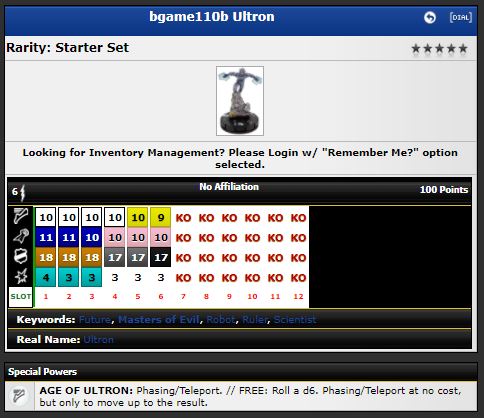 bgame110b Ultron
[DIAL]
Rarity: Starter Set
Looking for Inventory Management? Please Login w/ "Remember Me?" option
selected.
6
No Affiliation
100 Points
10 10 10 10 10 9 KO KO KO KO KO KO
11 11 10 10 10 10 KO KO KO KO KO KO
18 18 18 17 17 17 KO KO KO KO KO KO
4 3 3 3 3 3 KO KO KO KO KO KO
SLOT 1 2 3 4 5 6 7 8 9 10 11 12
Keywords: Future, Masters of Evil, Robot, Ruler, Scientist
Real Name: Ultron
Special Powers
AGE OF ULTRON: Phasing/Teleport. // FREE: Roll a d6. Phasing/Teleport at no cost,
but only to move up to the result.